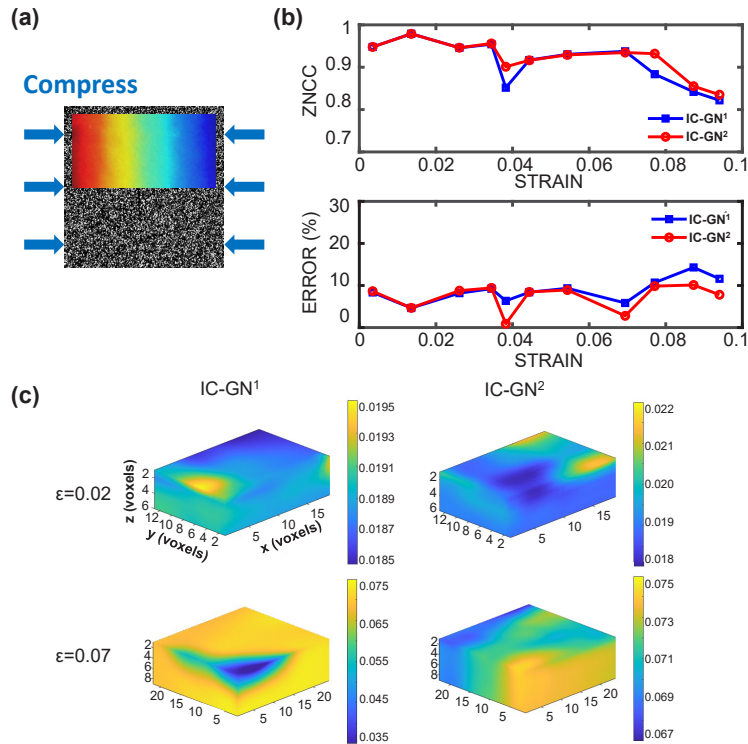 (a)
Compress
(b)
1
0.9
0.8
0.7
ZNCC
IC-GN¹
IC-GN²
0 0.02 0.04 0.06 0.08 0.1
STRAIN
30
20
10
0
ERROR (%)
IC-GN¹
IC-GN²
0 0.02 0.04 0.06 0.08 0.1
STRAIN
(c)
IC-GN¹
IC-GN²
ε=0.02
2
4
6
z (voxels)
12 10 8 6 4 2
y (voxels)
5 10 15
x (voxels)
0.0195
0.0193
0.0191
0.0189
0.0187
0.0185
2
4
6
12 10 8 6 4 2
5 10 15
0.022
0.021
0.020
0.019
0.018
ε=0.07
2
4
6
8
20 15 10 5
5 10 15 20
0.075
0.065
0.055
0.045
0.035
2
4
6
8
20 15 10 5
5 10 15 20
0.075
0.073
0.071
0.069
0.067